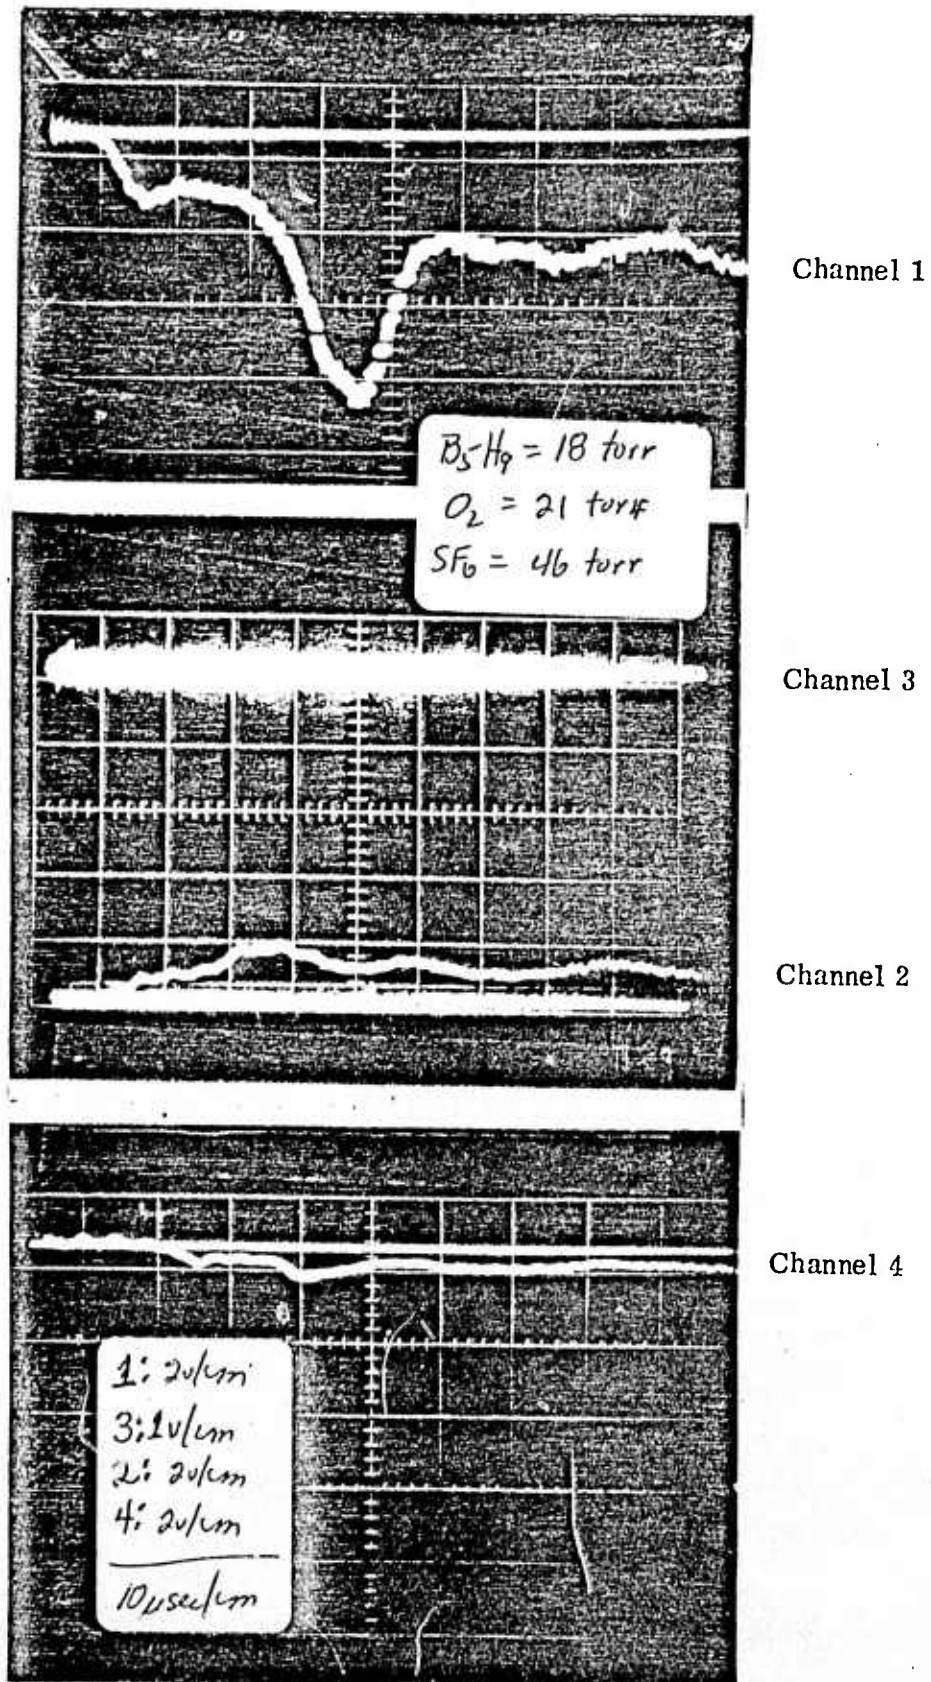 Channel 1
B5H9 = 18 torr
O2 = 21 torr
SF6 = 46 torr
Channel 3
Channel 2
Channel 4
1: 2v/cm
3: 1v/cm
2: 2v/cm
4: 2v/cm
10μsec/cm